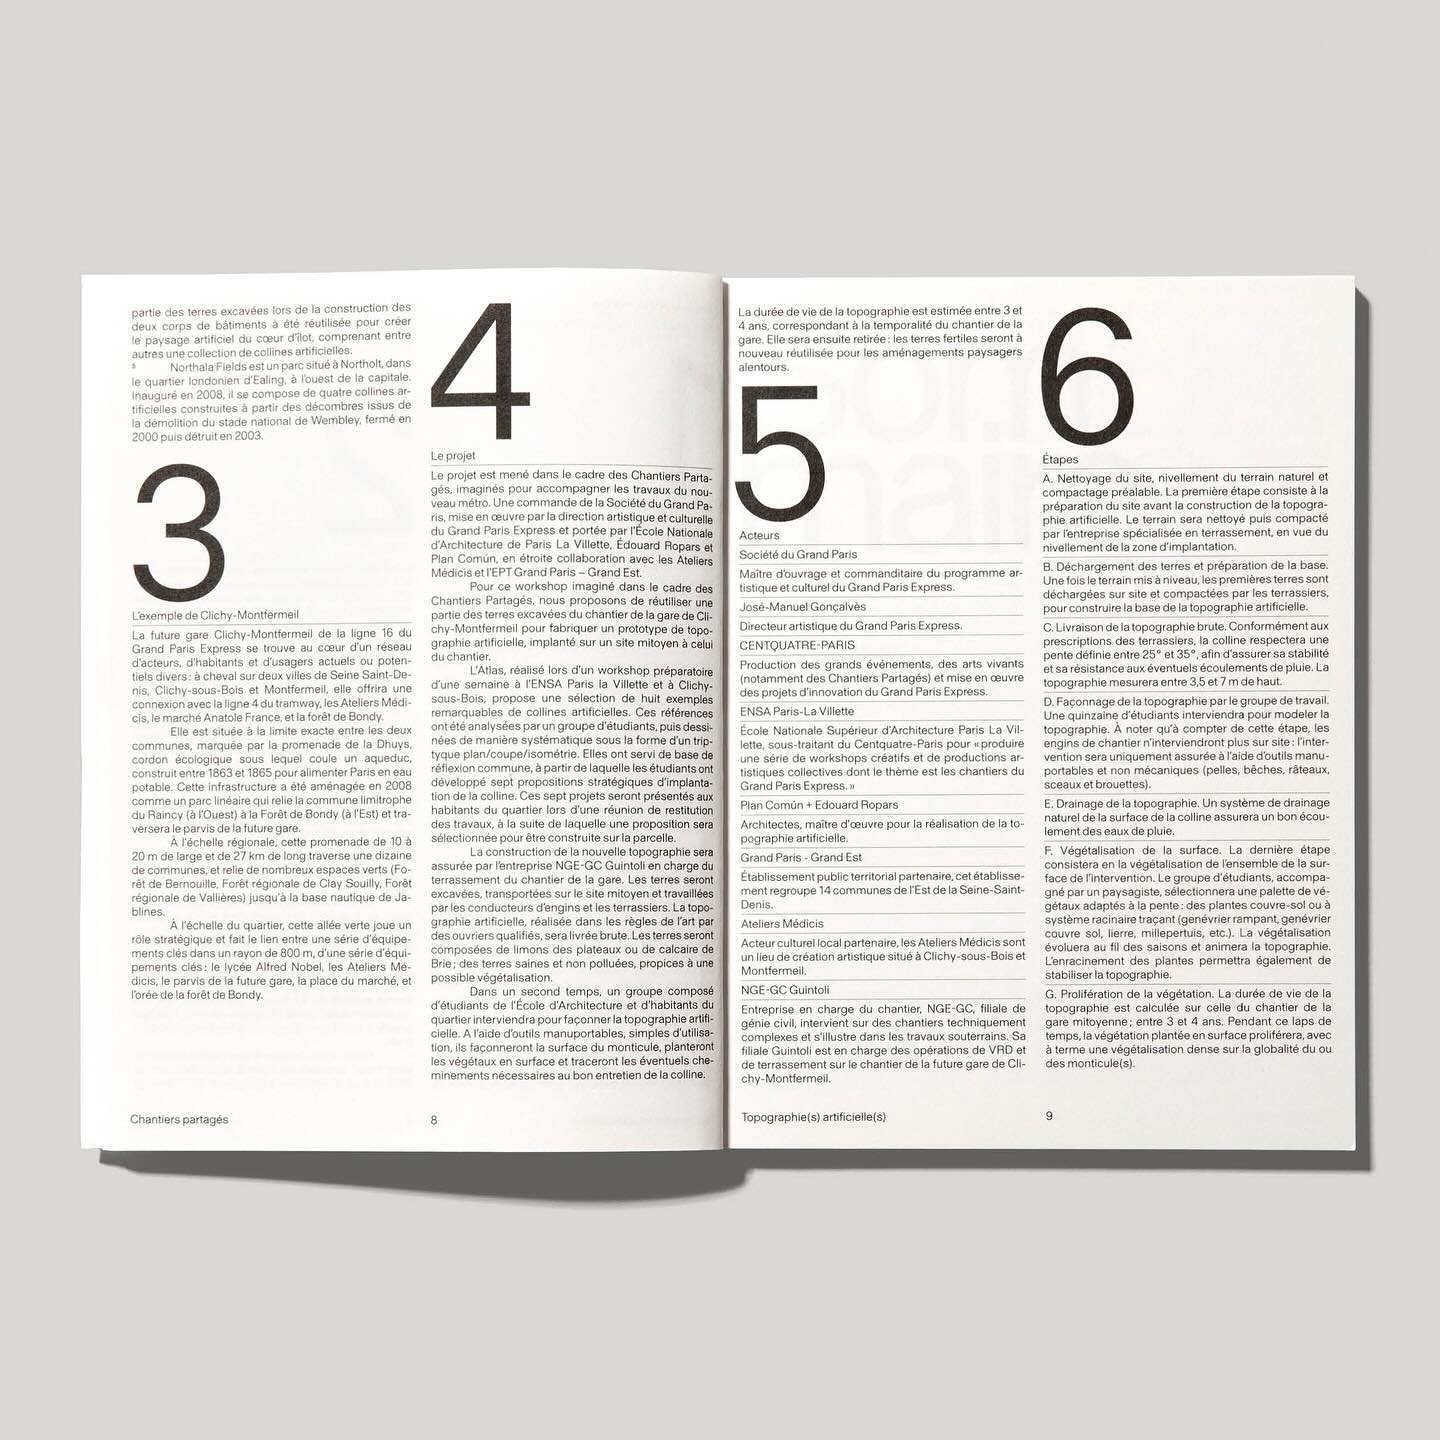 partie des terres excavées lors de la construction des
deux corps de bâtiments à été réutilisée pour créer
le paysage artificiel du cœur d'îlot, comprenant entre
autres une collection de collines artificielles.
5 Northala Fields est un parc situé à Northolt, dans
le quartier londonien d'Ealing, à l'ouest de la capitale.
Inauguré en 2008, il se compose de quatre collines ar-
tificielles construites à partir des décombres issus de
la démolition du stade national de Wembley, fermé en
2000 puis détruit en 2003.
3
L'exemple de Clichy-Montfermeil
La future gare Clichy-Montfermeil de la ligne 16 du
Grand Paris Express se trouve au cœur d'un réseau
d'acteurs, d'habitants et d'usagers actuels ou poten-
tiels divers : à cheval sur deux villes de Seine Saint-De-
nis, Clichy-sous-Bois et Montfermeil, elle offrira une
connexion avec la ligne 4 du tramway, les Ateliers Médi-
cis, le marché Anatole France, et la forêt de Bondy.
Elle est située à la limite exacte entre les deux
communes, marquée par la promenade de la Dhuys,
cordon écologique sous lequel coule un aqueduc,
construit entre 1863 et 1865 pour alimenter Paris en eau
potable. Cette infrastructure a été aménagée en 2008
comme un parc linéaire qui relie la commune limitrophe
du Raincy (à l'Ouest) à la Forêt de Bondy (à l'Est) et tra-
versera le parvis de la future gare.
À l'échelle régionale, cette promenade de 10 à
20 m de large et de 27 km de long traverse une dizaine
de communes, et relie de nombreux espaces verts (Fo-
rêt de Bernouille, Forêt régionale de Clay Souilly, Forêt
régionale de Vallières) jusqu'à la base nautique de Ja-
blines.
À l'échelle du quartier, cette allée verte joue un
rôle stratégique et fait le lien entre une série d'équipe-
ments clés dans un rayon de 800 m, d'une série d'équi-
pements clés : le lycée Alfred Nobel, les Ateliers Mé-
dicis, le parvis de la future gare, la place du marché, et
l'orée de la forêt de Bondy.
4
Le projet
Le projet est mené dans le cadre des Chantiers Parta-
gés, imaginés pour accompagner les travaux du nou-
veau métro. Une commande de la Société du Grand Pa-
ris, mise en œuvre par la direction artistique et culturelle
du Grand Paris Express et portée par l'École Nationale
d'Architecture de Paris La Villette, Édouard Ropars et
Plan Común, en étroite collaboration avec les Ateliers
Médicis et l'EPT Grand Paris – Grand Est.
Pour ce workshop imaginé dans le cadre des
Chantiers Partagés, nous proposons de réutiliser une
partie des terres excavées du chantier de la gare de Cli-
chy-Montfermeil pour fabriquer un prototype de topo-
graphie artificielle, implanté sur un site mitoyen à celui
du chantier.
L'Atlas, réalisé lors d'un workshop préparatoire
d'une semaine à l'ENSA Paris la Villette et à Clichy-
sous-Bois, propose une sélection de huit exemples
remarquables de collines artificielles. Ces références
ont été analysées par un groupe d'étudiants, puis dessi-
nées de manière systématique sous la forme d'un trip-
tyque plan/coupe/isométrie. Elles ont servi de base de
réflexion commune, à partir de laquelle les étudiants ont
développé sept propositions stratégiques d'implanta-
tion de la colline. Ces sept projets seront présentés aux
habitants du quartier lors d'une réunion de restitution
des travaux, à la suite de laquelle une proposition sera
sélectionnée pour être construite sur la parcelle.
La construction de la nouvelle topographie sera
assurée par l'entreprise NGE-GC Guintoli en charge du
terrassement du chantier de la gare. Les terres seront
excavées, transportées sur le site mitoyen et travaillées
par les conducteurs d'engins et les terrassiers. La topo-
graphie artificielle, réalisée dans les règles de l'art par
des ouvriers qualifiés, sera livrée brute. Les terres seront
composées de limons des plateaux ou de calcaire de
Brie ; des terres saines et non polluées, propices à une
possible végétalisation.
Dans un second temps, un groupe composé
d'étudiants de l'École d'Architecture et d'habitants du
quartier interviendra pour façonner la topographie artifi-
cielle. A l'aide d'outils manuportables, simples d'utilisa-
tion, ils façonneront la surface du monticule, planteront
les végétaux en surface et traceront les éventuels che-
minements nécessaires au bon entretien de la colline.
Chantiers partagés
8
La durée de vie de la topographie est estimée entre 3 et
4 ans, correspondant à la temporalité du chantier de la
gare. Elle sera ensuite retirée : les terres fertiles seront à
nouveau réutilisée pour les aménagements paysagers
alentours.
5
Acteurs
Société du Grand Paris
Maître d'ouvrage et commanditaire du programme ar-
tistique et culturel du Grand Paris Express.
José-Manuel Gonçalvès
Directeur artistique du Grand Paris Express.
CENTQUATRE-PARIS
Production des grands événements, des arts vivants
(notamment des Chantiers Partagés) et mise en œuvre
des projets d'innovation du Grand Paris Express.
ENSA Paris-La Villette
École Nationale Supérieur d'Architecture Paris La Vil-
lette, sous-traitant du Centquatre-Paris pour « produire
une série de workshops créatifs et de productions ar-
tistiques collectives dont le thème est les chantiers du
Grand Paris Express. »
Plan Común + Edouard Ropars
Architectes, maître d'œuvre pour la réalisation de la to-
pographie artificielle.
Grand Paris - Grand Est
Établissement public territorial partenaire, cet établisse-
ment regroupe 14 communes de l'Est de la Seine-Saint-
Denis.
Ateliers Médicis
Acteur culturel local partenaire, les Ateliers Médicis sont
un lieu de création artistique situé à Clichy-sous-Bois et
Montfermeil.
NGE-GC Guintoli
Entreprise en charge du chantier, NGE-GC, filiale de
génie civil, intervient sur des chantiers techniquement
complexes et s'illustre dans les travaux souterrains. Sa
filiale Guintoli est en charge des opérations de VRD et
de terrassement sur le chantier de la future gare de Cli-
chy-Montfermeil.
6
Étapes
A. Nettoyage du site, nivellement du terrain naturel et
compactage préalable. La première étape consiste à la
préparation du site avant la construction de la topogra-
phie artificielle. Le terrain sera nettoyé puis compacté
par l'entreprise spécialisée en terrassement, en vue du
nivellement de la zone d'implantation.
B. Déchargement des terres et préparation de la base.
Une fois le terrain mis à niveau, les premières terres sont
déchargées sur site et compactées par les terrassiers,
pour construire la base de la topographie artificielle.
C. Livraison de la topographie brute. Conformément aux
prescriptions des terrassiers, la colline respectera une
pente définie entre 25° et 35°, afin d'assurer sa stabilité
et sa résistance aux éventuels écoulements de pluie. La
topographie mesurera entre 3,5 et 7 m de haut.
D. Façonnage de la topographie par le groupe de travail.
Une quinzaine d'étudiants interviendra pour modeler la
topographie. À noter qu'à compter de cette étape, les
engins de chantier n'interviendront plus sur site : l'inter-
vention sera uniquement assurée à l'aide d'outils manu-
portables et non mécaniques (pelles, bêches, râteaux,
sceaux et brouettes).
E. Drainage de la topographie. Un système de drainage
naturel de la surface de la colline assurera un bon écou-
lement des eaux de pluie.
F. Végétalisation de la surface. La dernière étape
consistera en la végétalisation de l'ensemble de la sur-
face de l'intervention. Le groupe d'étudiants, accompa-
gné par un paysagiste, sélectionnera une palette de vé-
gétaux adaptés à la pente : des plantes couvre-sol ou à
système racinaire traçant (genévrier rampant, genévrier
couvre sol, lierre, millepertuis, etc.). La végétalisation
évoluera au fil des saisons et animera la topographie.
L'enracinement des plantes permettra également de
stabiliser la topographie.
G. Prolifération de la végétation. La durée de vie de la
topographie est calculée sur celle du chantier de la
gare mitoyenne ; entre 3 et 4 ans. Pendant ce laps de
temps, la végétation plantée en surface proliférera, avec
à terme une végétalisation dense sur la globalité du ou
des monticule(s).
Topographie(s) artificielle(s)
9